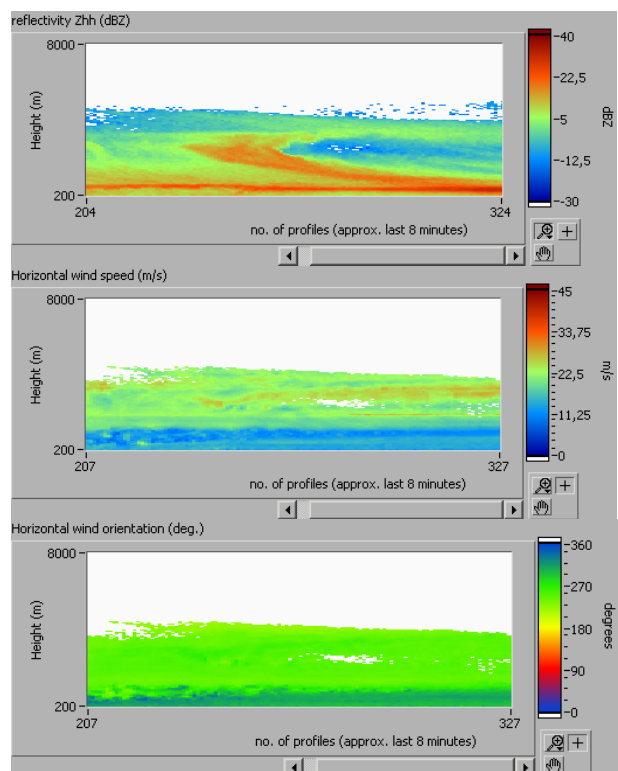 reflectivity Zhh (dBZ)
8000
Height (m)
200
204
324
no. of profiles (approx. last 8 minutes)
40
22,5
5
-12,5
-30
dBZ
Horizontal wind speed (m/s)
8000
Height (m)
200
207
327
no. of profiles (approx. last 8 minutes)
45
33,75
22,5
11,25
0
m/s
Horizontal wind orientation (deg.)
8000
Height (m)
200
207
327
no. of profiles (approx. last 8 minutes)
360
270
180
90
0
degrees